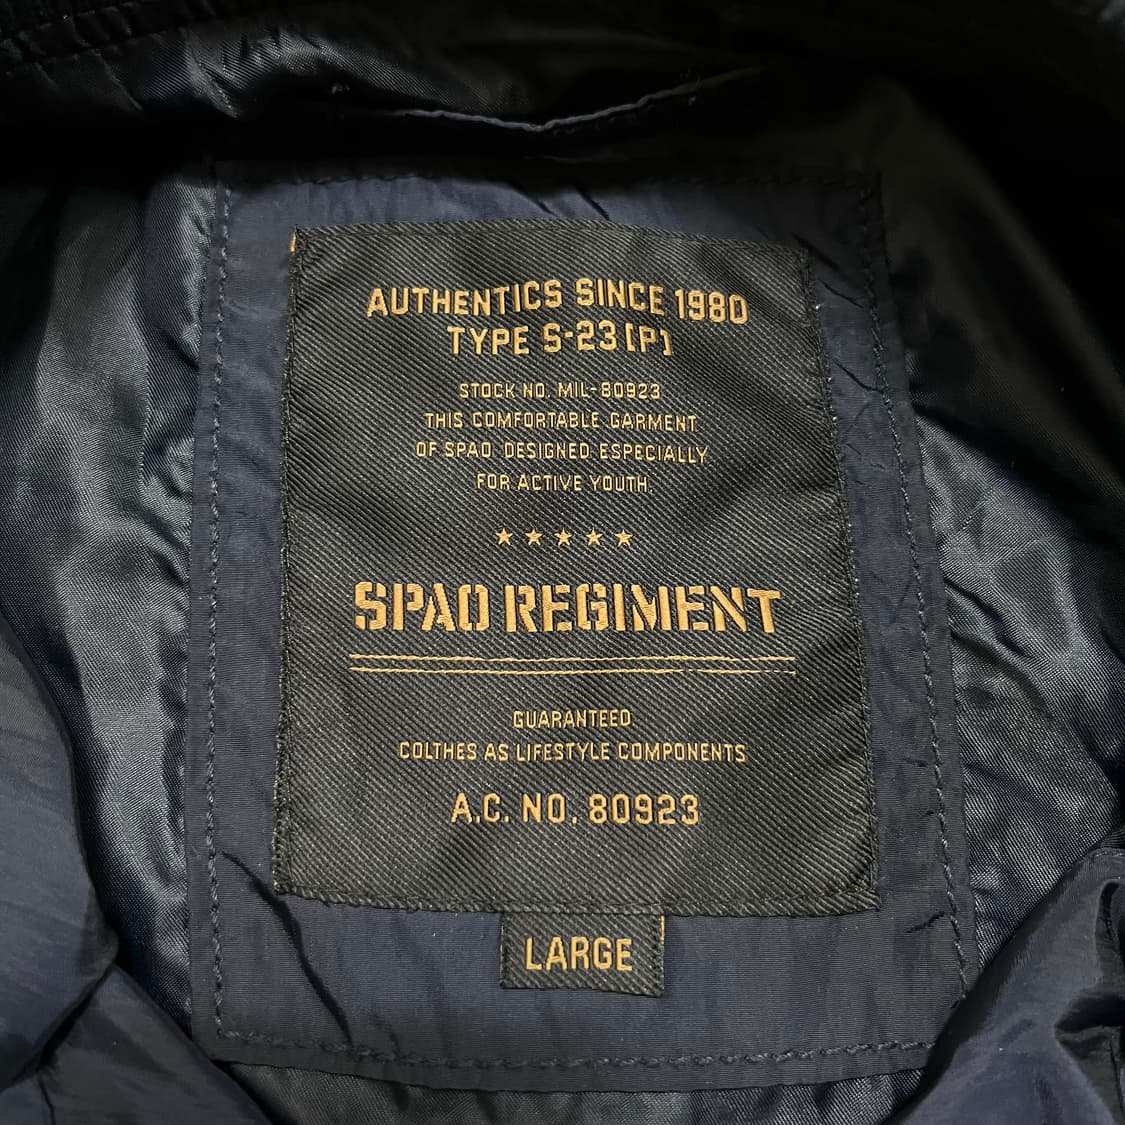 AUTHENTICS SINCE 1980
TYPE S-23 [P]
STOCK NO. MIL-80923
THIS COMFORTABLE GARMENT
OF SPAO DESIGNED ESPECIALLY
FOR ACTIVE YOUTH.
★★★★★
SPAO REGIMENT
GUARANTEED
COLTHES AS LIFESTYLE COMPONENTS
A.C. NO. 80923
LARGE